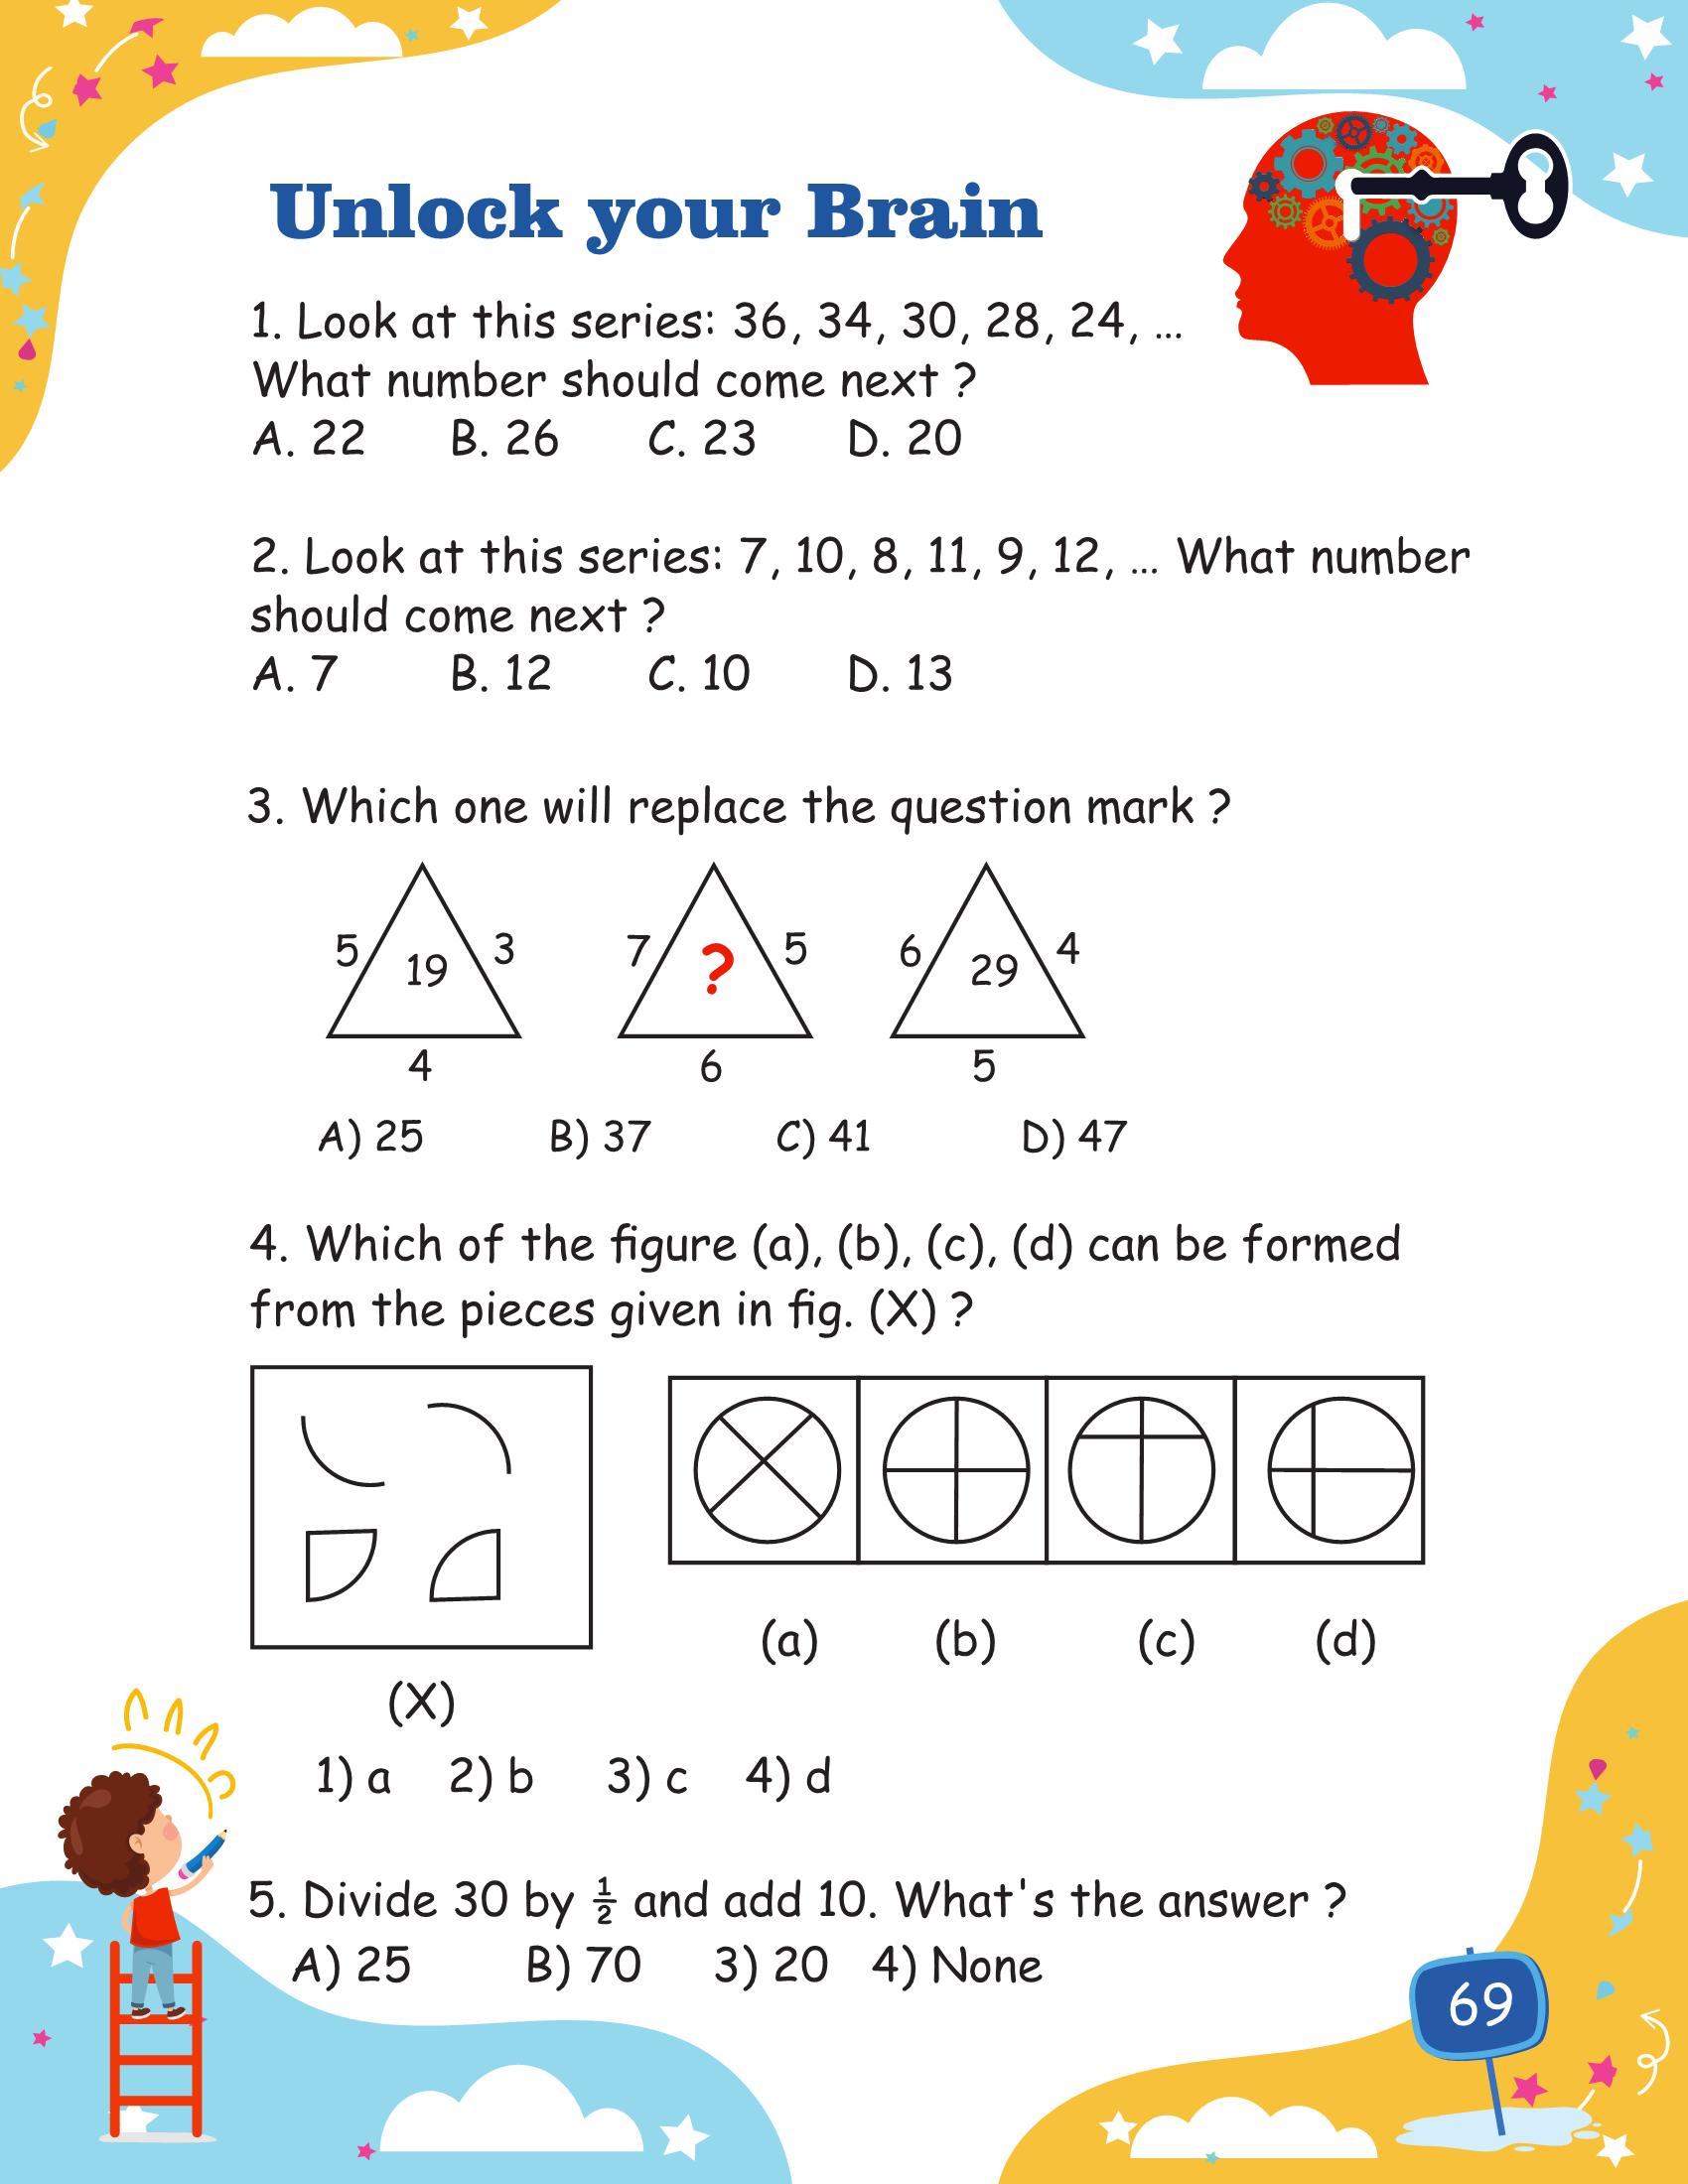 Unlock your Brain
1. Look at this series: 36, 34, 30, 28, 24, ...
What number should come next ?
A. 22 B. 26 C. 23 D. 20
2. Look at this series: 7, 10, 8, 11, 9, 12, ... What number
should come next ?
A. 7 B. 12 C. 10 D. 13
3. Which one will replace the question mark ?
5 19 3 7 ? 5 6 29 4
4 6 5
A) 25 B) 37 C) 41 D) 47
4. Which of the figure (a), (b), (c), (d) can be formed
from the pieces given in fig. (X) ?
(a) (b) (c) (d)
(X)
1) a 2) b 3) c 4) d
5. Divide 30 by ½ and add 10. What's the answer ?
A) 25 B) 70 3) 20 4) None
69